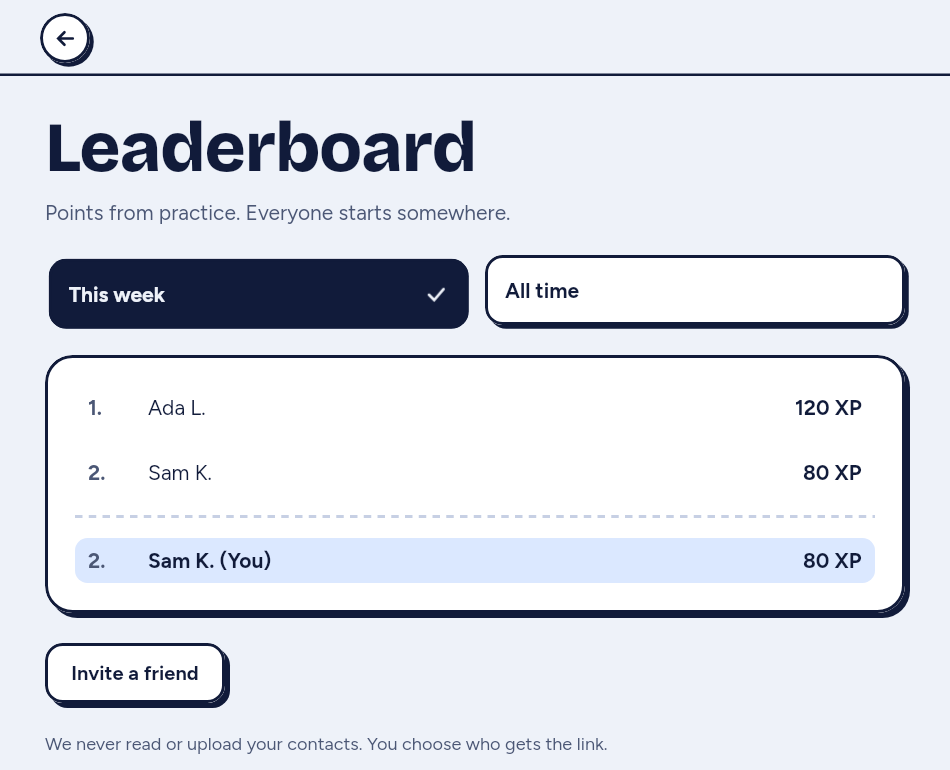 Leaderboard
Points from practice. Everyone starts somewhere.
This week
All time
1. Ada L. 120 XP
2. Sam K. 80 XP
2. Sam K. (You) 80 XP
Invite a friend
We never read or upload your contacts. You choose who gets the link.